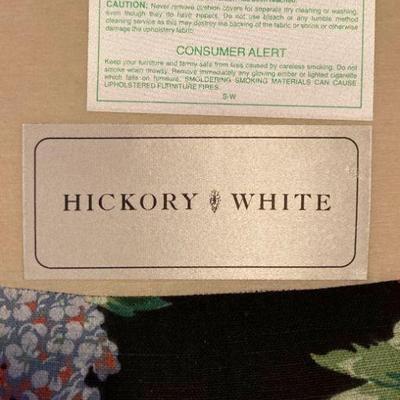 CAUTION: Never remove cushion covers for separate dry cleaning or washing,
even though they do have zippers. Do not use bleach or any tumble method
cleaning service as this may destroy the backing of the fabric or shrink or otherwise
damage the upholstery fabric.
CONSUMER ALERT
Keep your furniture and family safe from fires caused by careless smoking. Do not
smoke when drowsy. Remove immediately any glowing ember or lighted cigarette
which falls on furniture. SMOLDERING SMOKING MATERIALS CAN CAUSE
UPHOLSTERED FURNITURE FIRES.
S-W
HICKORY WHITE